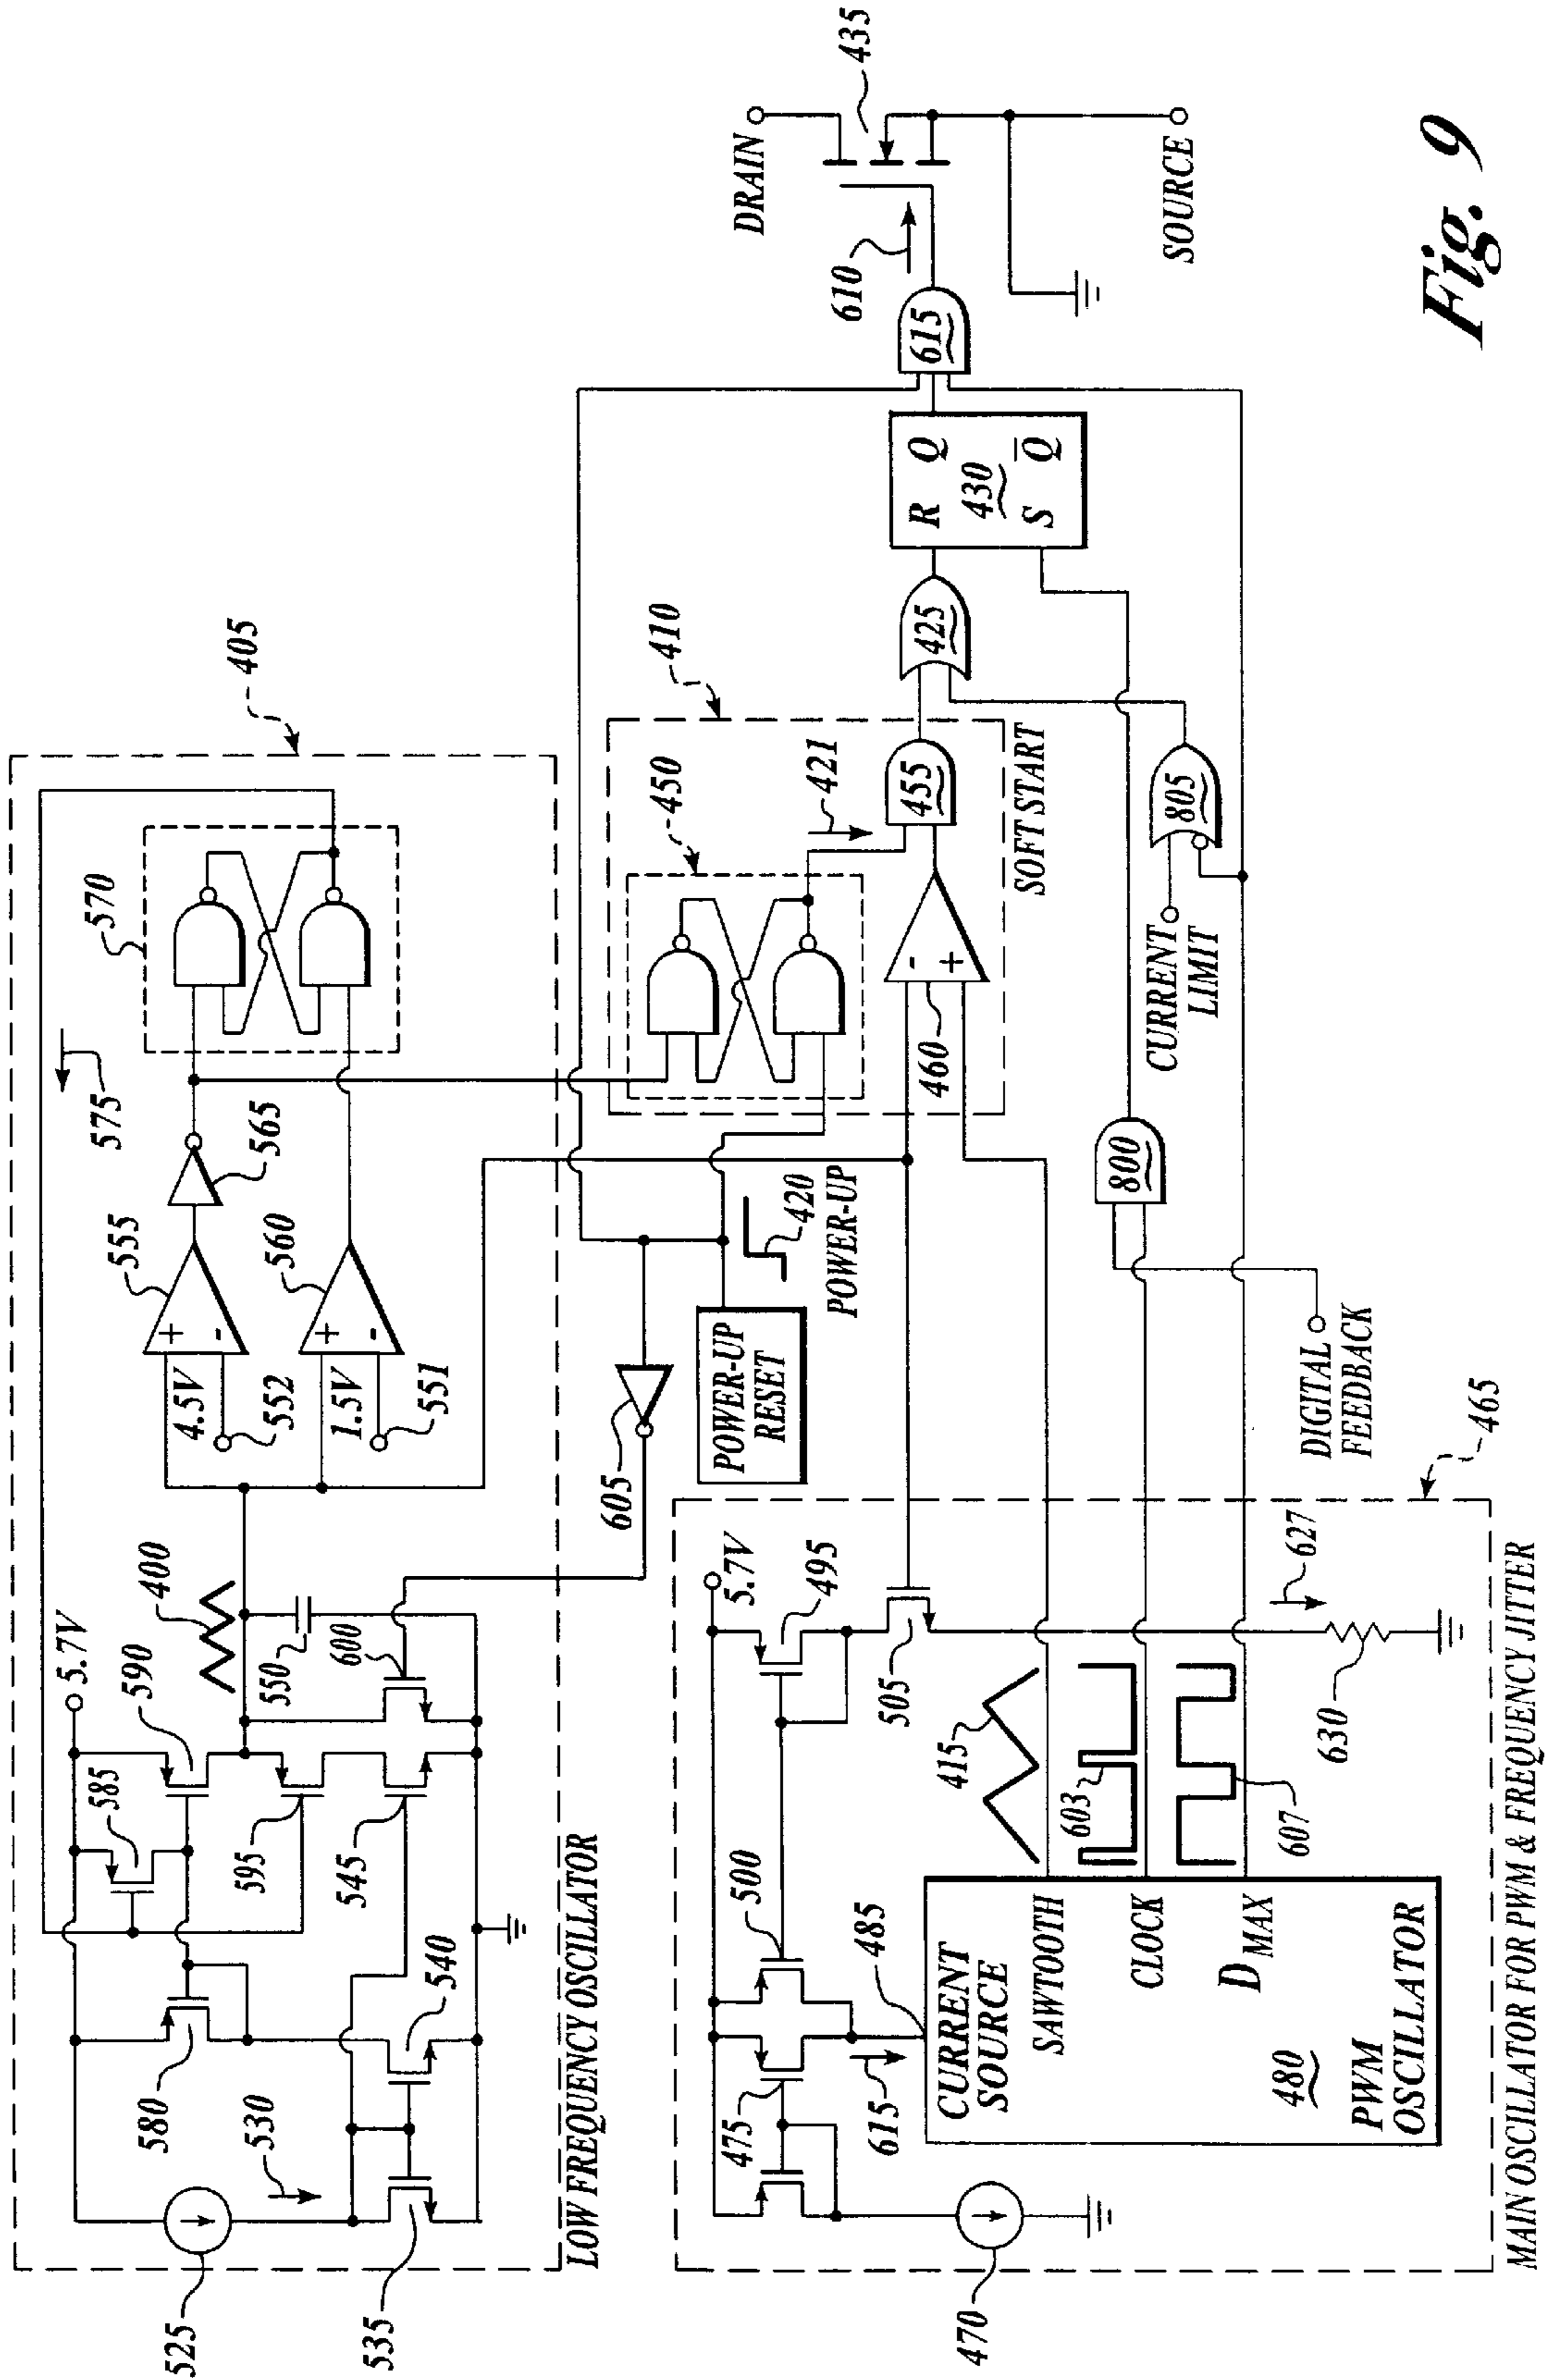 405
570
575
555
565
560
4.5V
552
1.5V
551
400
5.7V
590
585
550
600
595
545
580
540
530
525
535
LOW FREQUENCY OSCILLATOR
410
450
421
455
460
SOFT START
420
POWER-UP
POWER-UP
RESET
605
DRAIN
435
610
615
SOURCE
R Q
430
S Q
425
805
CURRENT
LIMIT
800
DIGITAL
FEEDBACK
465
5.7V
495
505
500
475
485
615
470
415
603
607
627
630
CURRENT
SOURCE
SAWTOOTH
CLOCK
DMAX
480
PWM
OSCILLATOR
MAIN OSCILLATOR FOR PWM & FREQUENCY JITTER
Fig. 9